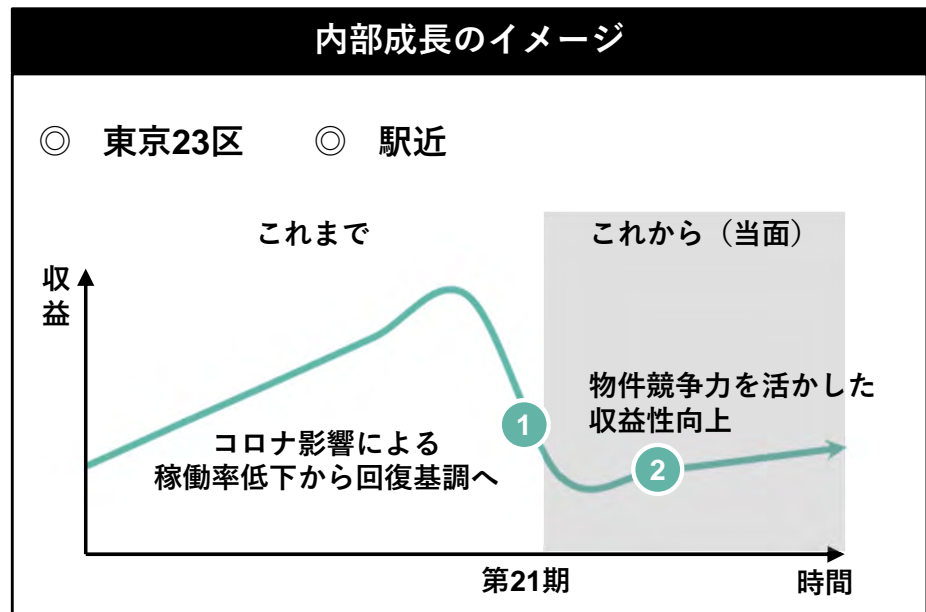 内部成長のイメージ
◎ 東京23区 ◎ 駅近
これまで
これから（当面）
収益
物件競争力を活かした
収益性向上
1
コロナ影響による
稼働率低下から回復基調へ
2
第21期
時間